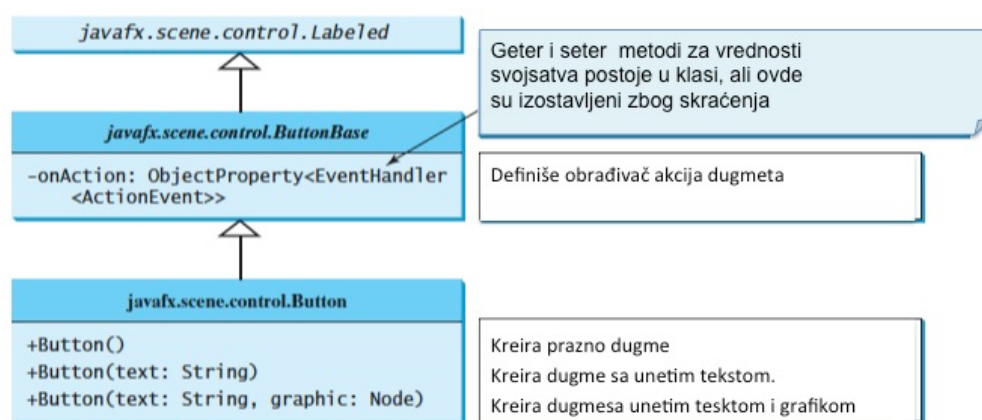 javafx.scene.control.Labeled
Geter i seter metodi za vrednosti
svojsatva postoje u klasi, ali ovde
su izostavljeni zbog skraćenja
javafx.scene.control.ButtonBase
-onAction: ObjectProperty<EventHandler
<ActionEvent>>
Definiše obrađivač akcija dugmeta
javafx.scene.control.Button
+Button()
+Button(text: String)
+Button(text: String, graphic: Node)
Kreira prazno dugme
Kreira dugme sa unetim tekstom.
Kreira dugmesa unetim tesktom i grafikom